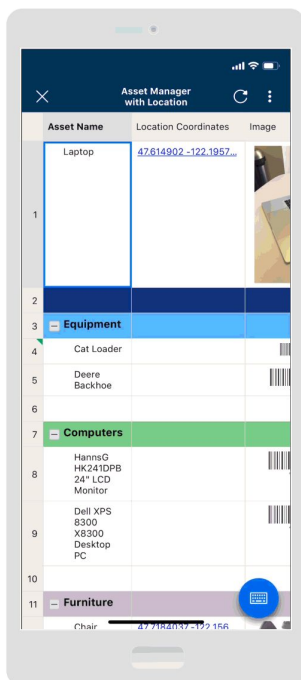 Asset Manager
with Location
Asset Name Location Coordinates Image
1
Laptop
47.614902 -122.1957...
2
3 Equipment
4 Cat Loader
5 Deere
Backhoe
6
7 Computers
8 HannsG
HK241DPB
24" LCD
Monitor
9 Dell XPS
8300
X8300
Desktop
PC
10
11 Furniture
Chair 47.7184037 -122.156